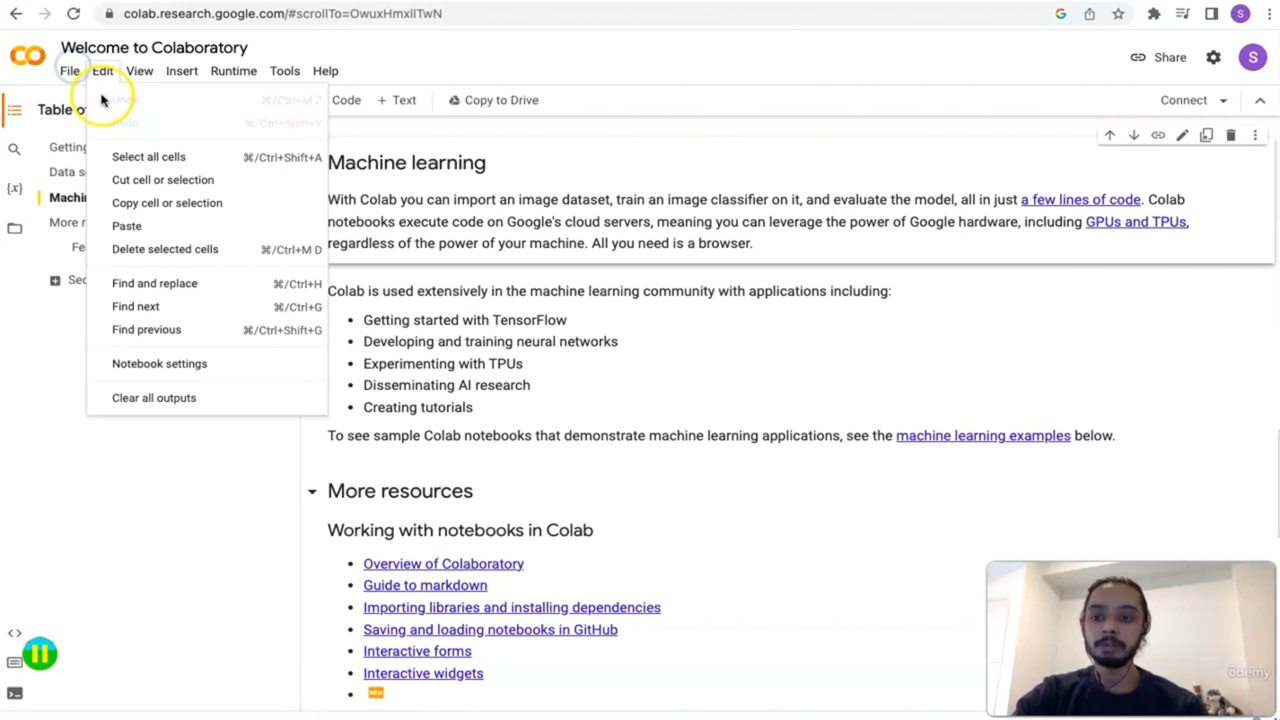 colab.research.google.com/#scrollTo=OwuxHmxllTwN
S
Welcome to Colaboratory
File Edit View Insert Runtime Tools Help
Share
S
Table o
Undo ⌘/Ctrl+M Z
Code + Text
Copy to Drive
Connect
Redo ⌘/Ctrl+Shift+Y
Getting
Data s
Machin
More r
Fe
Sec
Select all cells ⌘/Ctrl+Shift+A
Cut cell or selection
Copy cell or selection
Paste
Delete selected cells ⌘/Ctrl+M D
Find and replace ⌘/Ctrl+H
Find next ⌘/Ctrl+G
Find previous ⌘/Ctrl+Shift+G
Notebook settings
Clear all outputs
Machine learning
With Colab you can import an image dataset, train an image classifier on it, and evaluate the model, all in just a few lines of code. Colab
notebooks execute code on Google's cloud servers, meaning you can leverage the power of Google hardware, including GPUs and TPUs,
regardless of the power of your machine. All you need is a browser.
Colab is used extensively in the machine learning community with applications including:
• Getting started with TensorFlow
• Developing and training neural networks
• Experimenting with TPUs
• Disseminating AI research
• Creating tutorials
To see sample Colab notebooks that demonstrate machine learning applications, see the machine learning examples below.
More resources
Working with notebooks in Colab
• Overview of Colaboratory
• Guide to markdown
• Importing libraries and installing dependencies
• Saving and loading notebooks in GitHub
• Interactive forms
• Interactive widgets
• NEW
ûdemy